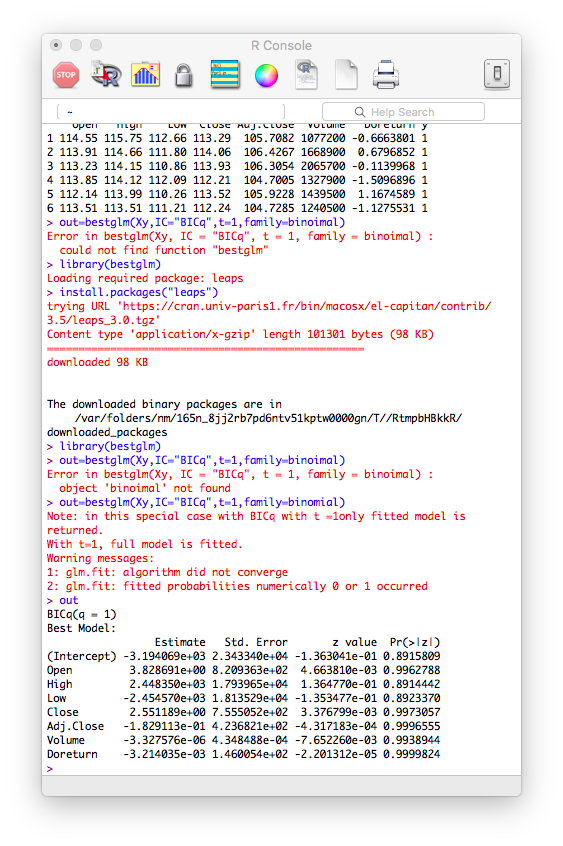 R Console
STOP
~
Help Search
Open High Low Close Adj.Close Volume Doreturn y
1 114.55 115.75 112.66 113.29 105.7082 1077200 -0.6663801 1
2 113.91 114.66 111.80 114.06 106.4267 1668900 0.6796852 1
3 113.23 114.15 110.86 113.93 106.3054 2065700 -0.1139968 1
4 113.85 114.12 112.09 112.21 104.7005 1327900 -1.5096896 1
5 112.14 113.99 110.26 113.52 105.9228 1439500 1.1674589 1
6 113.51 113.51 111.21 112.24 104.7285 1240500 -1.1275531 1
> out=bestglm(Xy,IC="BICq",t=1,family=binoimal)
Error in bestglm(Xy, IC = "BICq", t = 1, family = binoimal) :
could not find function "bestglm"
> library(bestglm)
Loading required package: leaps
> install.packages("leaps")
trying URL 'https://cran.univ-paris1.fr/bin/macosx/el-capitan/contrib/
3.5/leaps_3.0.tgz'
Content type 'application/x-gzip' length 101301 bytes (98 KB)
==================================================
downloaded 98 KB
The downloaded binary packages are in
/var/folders/nm/165n_8jj2rb7pd6ntv51kptw0000gn/T//RtmpbHBkkR/
downloaded_packages
> library(bestglm)
> out=bestglm(Xy,IC="BICq",t=1,family=binoimal)
Error in bestglm(Xy, IC = "BICq", t = 1, family = binoimal) :
object 'binoimal' not found
> out=bestglm(Xy,IC="BICq",t=1,family=binomial)
Note: in this special case with BICq with t =1only fitted model is
returned.
With t=1, full model is fitted.
Warning messages:
1: glm.fit: algorithm did not converge
2: glm.fit: fitted probabilities numerically 0 or 1 occurred
> out
BICq(q = 1)
Best Model:
Estimate Std. Error z value Pr(>|z|)
(Intercept) -3.194069e+03 2.343340e+04 -1.363041e-01 0.8915809
Open 3.828691e+00 8.209363e+02 4.663810e-03 0.9962788
High 2.448350e+03 1.793965e+04 1.364770e-01 0.8914442
Low -2.454570e+03 1.813529e+04 -1.353477e-01 0.8923370
Close 2.551189e+00 7.555052e+02 3.376799e-03 0.9973057
Adj.Close -1.829113e-01 4.236821e+02 -4.317183e-04 0.9996555
Volume -3.327576e-06 4.348488e-04 -7.652260e-03 0.9938944
Doreturn -3.214035e-03 1.460054e+02 -2.201312e-05 0.9999824
>